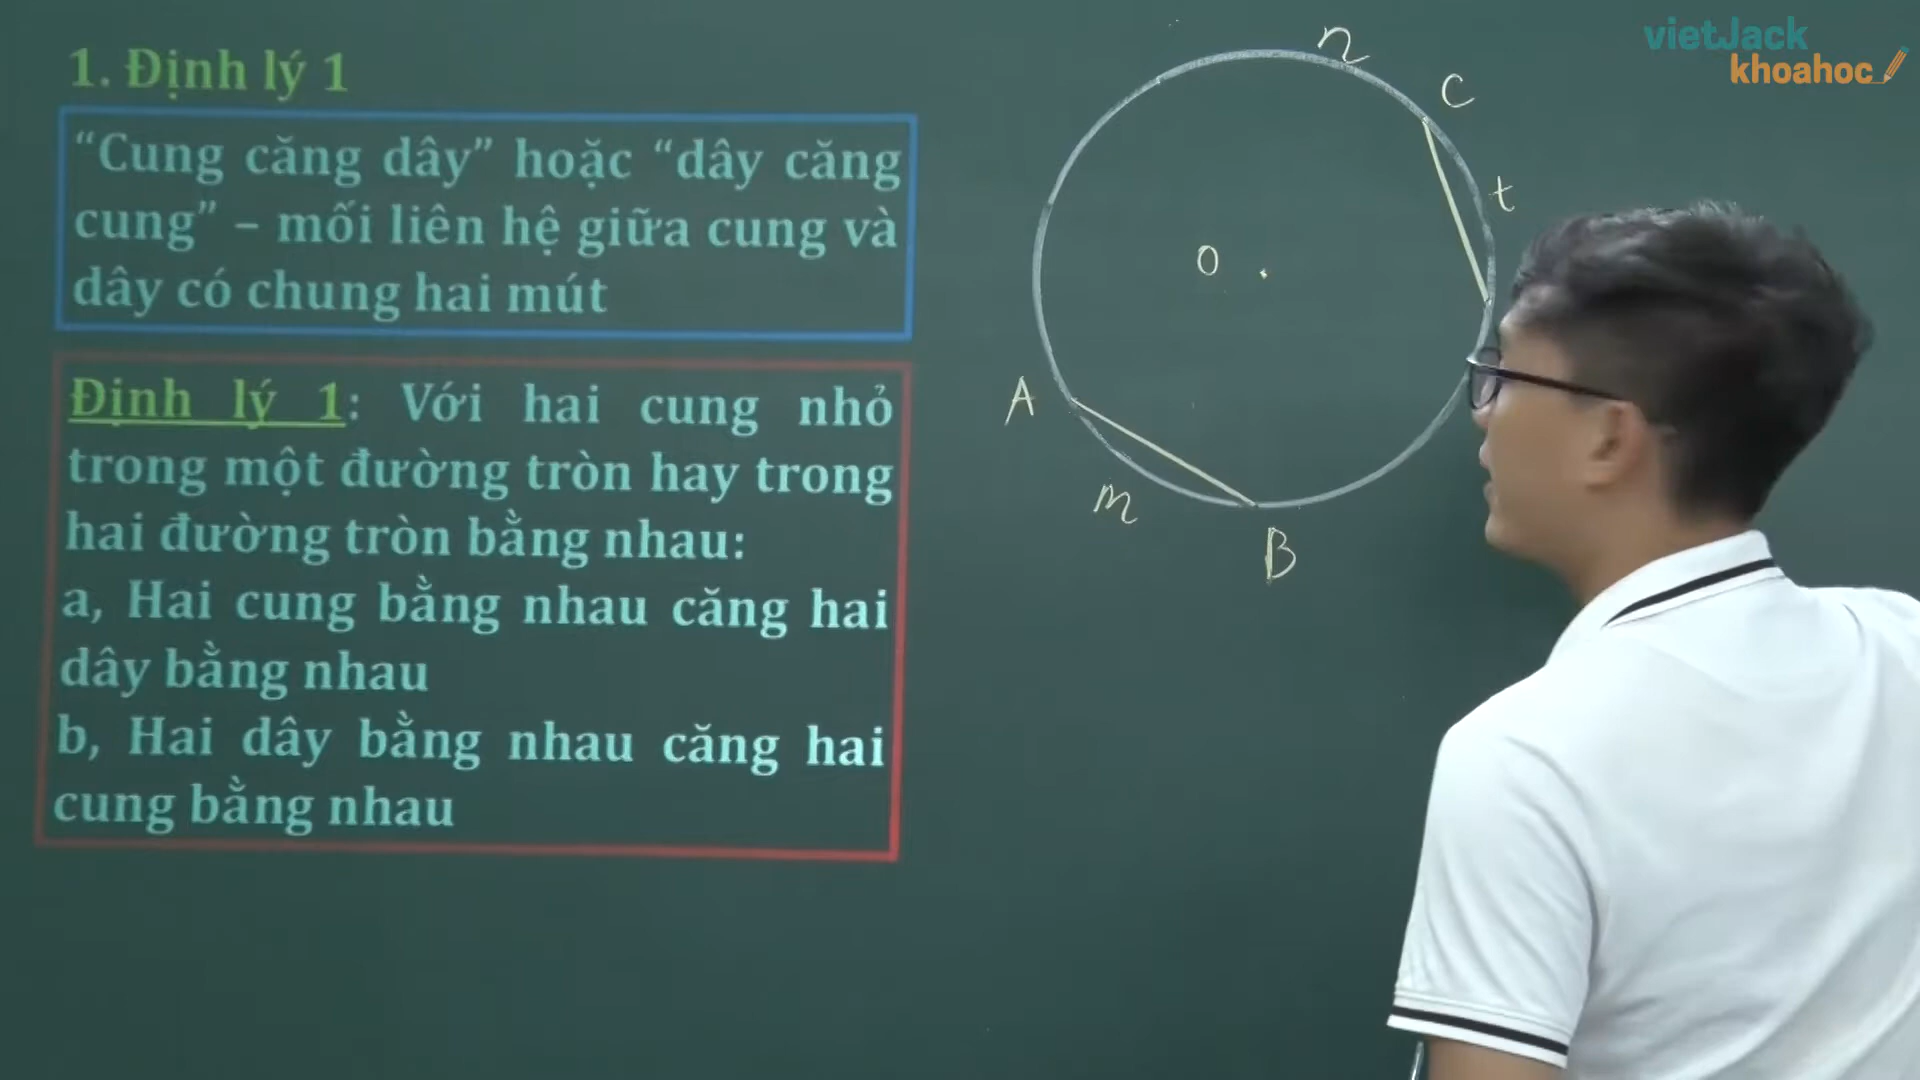 1. Định lý 1
“Cung căng dây” hoặc “dây căng
cung” – mối liên hệ giữa cung và
dây có chung hai mút
Định lý 1: Với hai cung nhỏ
trong một đường tròn hay trong
hai đường tròn bằng nhau:
a, Hai cung bằng nhau căng hai
dây bằng nhau
b, Hai dây bằng nhau căng hai
cung bằng nhau
n
C
t
O
A
m
B
vietJack
khoahoc